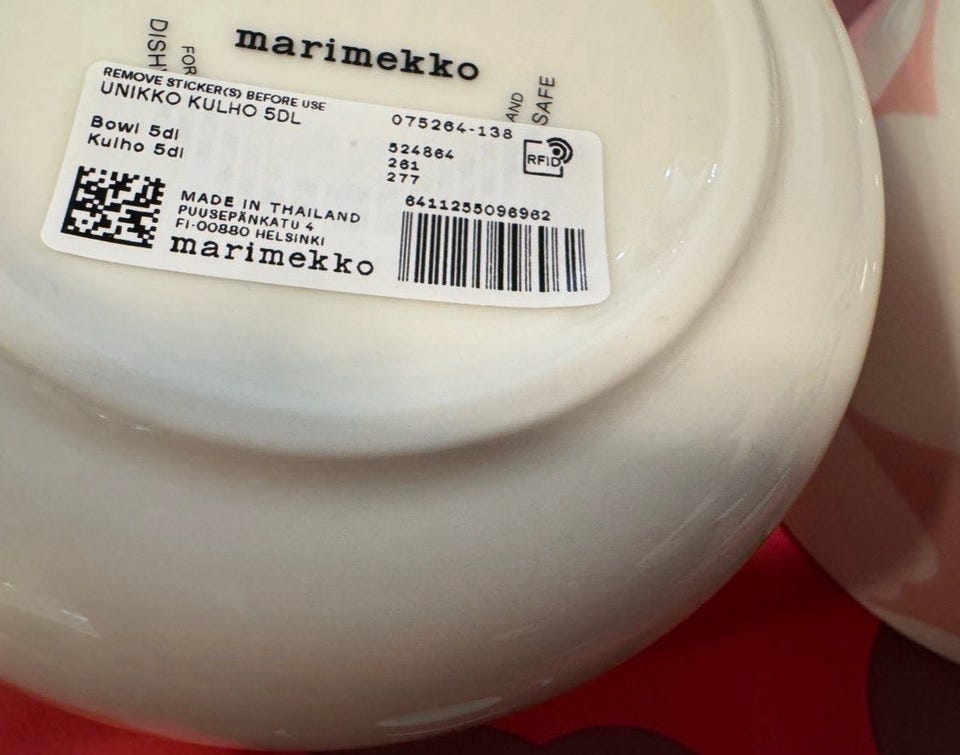 marimekko
DISH
FOR
AND
SAFE
REMOVE STICKER(S) BEFORE USE
UNIKKO KULHO 5DL
075264-138
Bowl 5dl
Kulho 5dl
524864
261
277
RFID
6411255096962
MADE IN THAILAND
PUUSEPÄNKATU 4
FI-00880 HELSINKI
marimekko